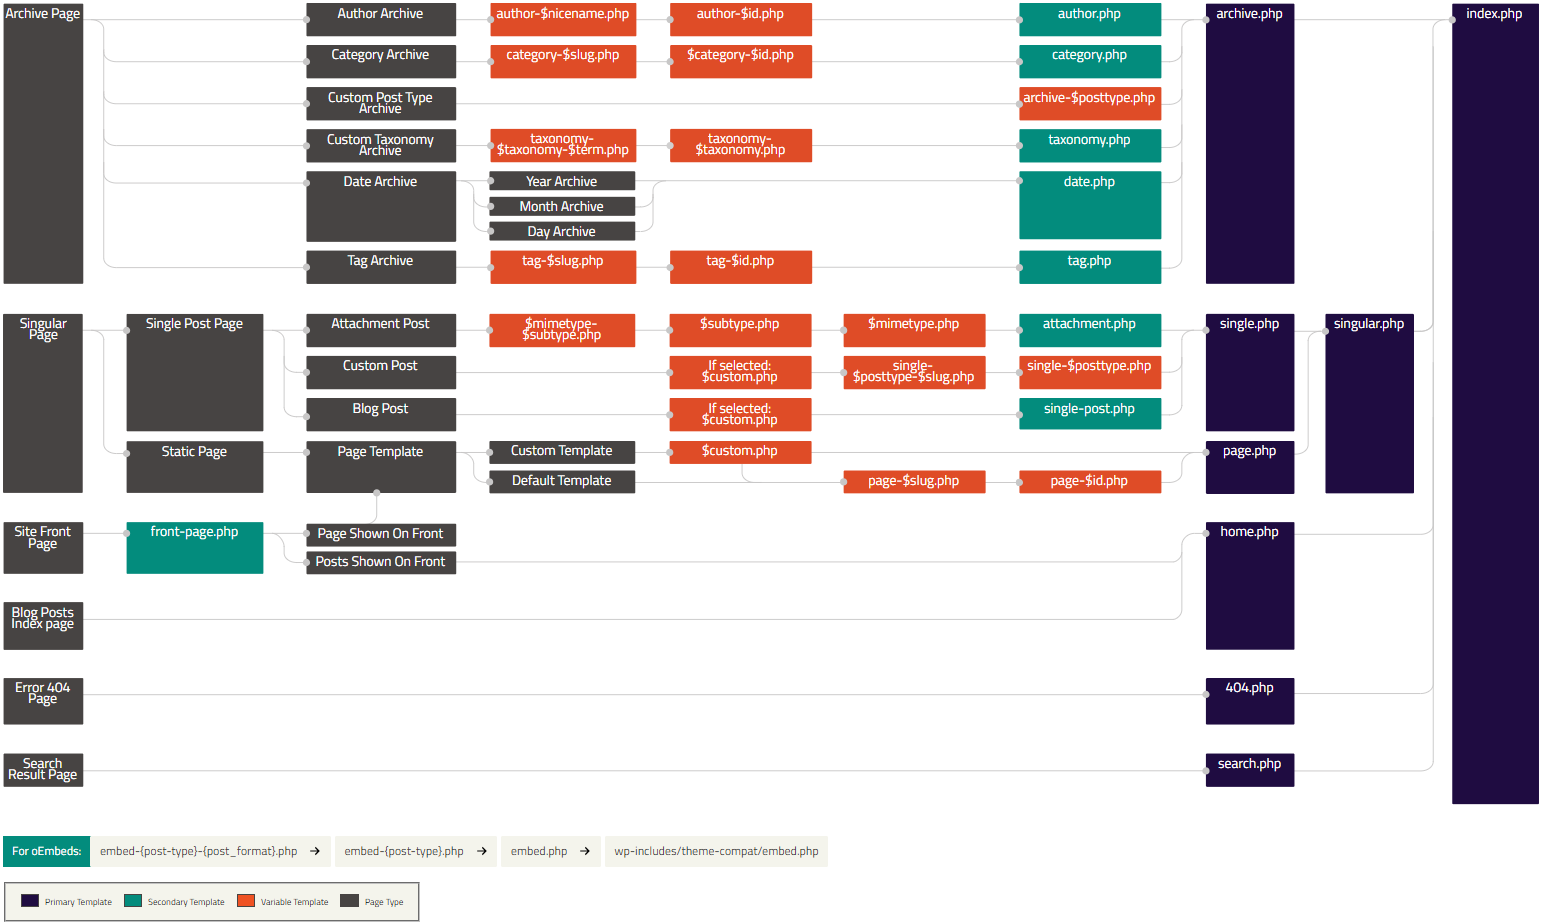 Archive Page
Author Archive
author-$nicename.php
author-$id.php
author.php
archive.php
index.php
Category Archive
category-$slug.php
$category-$id.php
category.php
Custom Post Type
Archive
archive-$posttype.php
Custom Taxonomy
Archive
taxonomy-
$taxonomy-$term.php
taxonomy-
$taxonomy.php
taxonomy.php
Date Archive
Year Archive
Month Archive
Day Archive
date.php
Tag Archive
tag-$slug.php
tag-$id.php
tag.php
Singular
Page
Single Post Page
Attachment Post
$mimetype-
$subtype.php
$subtype.php
$mimetype.php
attachment.php
single.php
singular.php
Custom Post
If selected:
$custom.php
single-
$posttype-$slug.php
single-$posttype.php
Blog Post
If selected:
$custom.php
single-post.php
Static Page
Page Template
Custom Template
$custom.php
page.php
Default Template
page-$slug.php
page-$id.php
Site Front
Page
front-page.php
Page Shown On Front
Posts Shown On Front
home.php
Blog Posts
Index page
Error 404
Page
404.php
Search
Result Page
search.php
For oEmbeds: embed-{post-type}-{post_format}.php → embed-{post-type}.php → embed.php → wp-includes/theme-compat/embed.php
Primary Template Secondary Template Variable Template Page Type